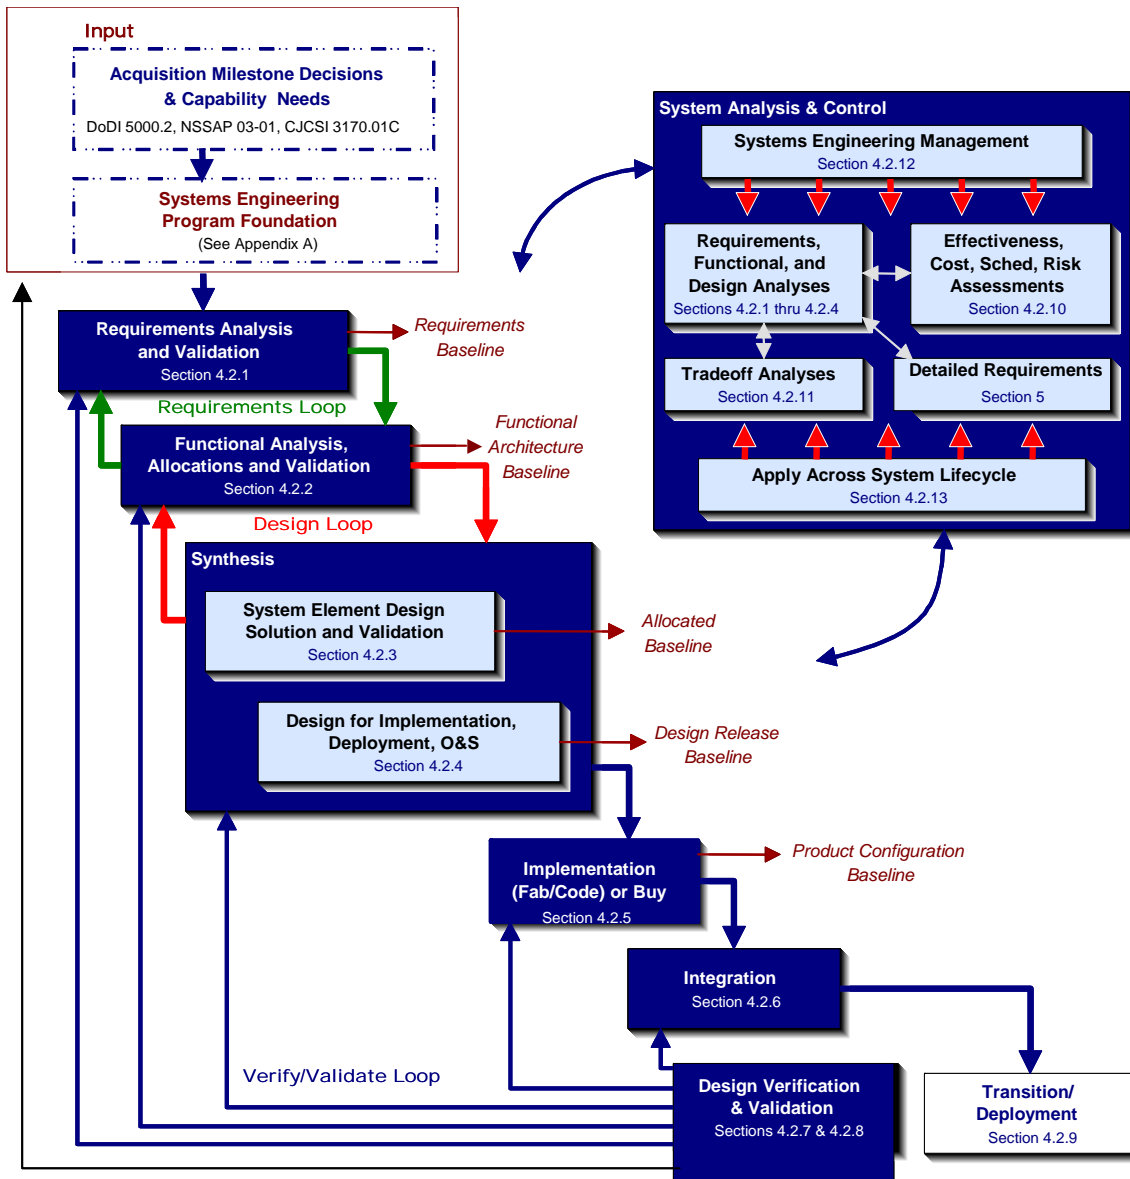 Input
Acquisition Milestone Decisions
& Capability Needs
DoDI 5000.2, NSSAP 03-01, CJCSI 3170.01C
Systems Engineering
Program Foundation
(See Appendix A)
Requirements Analysis
and Validation
Section 4.2.1
Requirements
Baseline
Requirements Loop
Functional Analysis,
Allocations and Validation
Section 4.2.2
Functional
Architecture
Baseline
Design Loop
Synthesis
System Element Design
Solution and Validation
Section 4.2.3
Allocated
Baseline
Design for Implementation,
Deployment, O&S
Section 4.2.4
Design Release
Baseline
Implementation
(Fab/Code) or Buy
Section 4.2.5
Product Configuration
Baseline
Integration
Section 4.2.6
Verify/Validate Loop
Design Verification
& Validation
Sections 4.2.7 & 4.2.8
Transition/
Deployment
Section 4.2.9
System Analysis & Control
Systems Engineering Management
Section 4.2.12
Requirements,
Functional, and
Design Analyses
Sections 4.2.1 thru 4.2.4
Effectiveness,
Cost, Sched, Risk
Assessments
Section 4.2.10
Tradeoff Analyses
Section 4.2.11
Detailed Requirements
Section 5
Apply Across System Lifecycle
Section 4.2.13